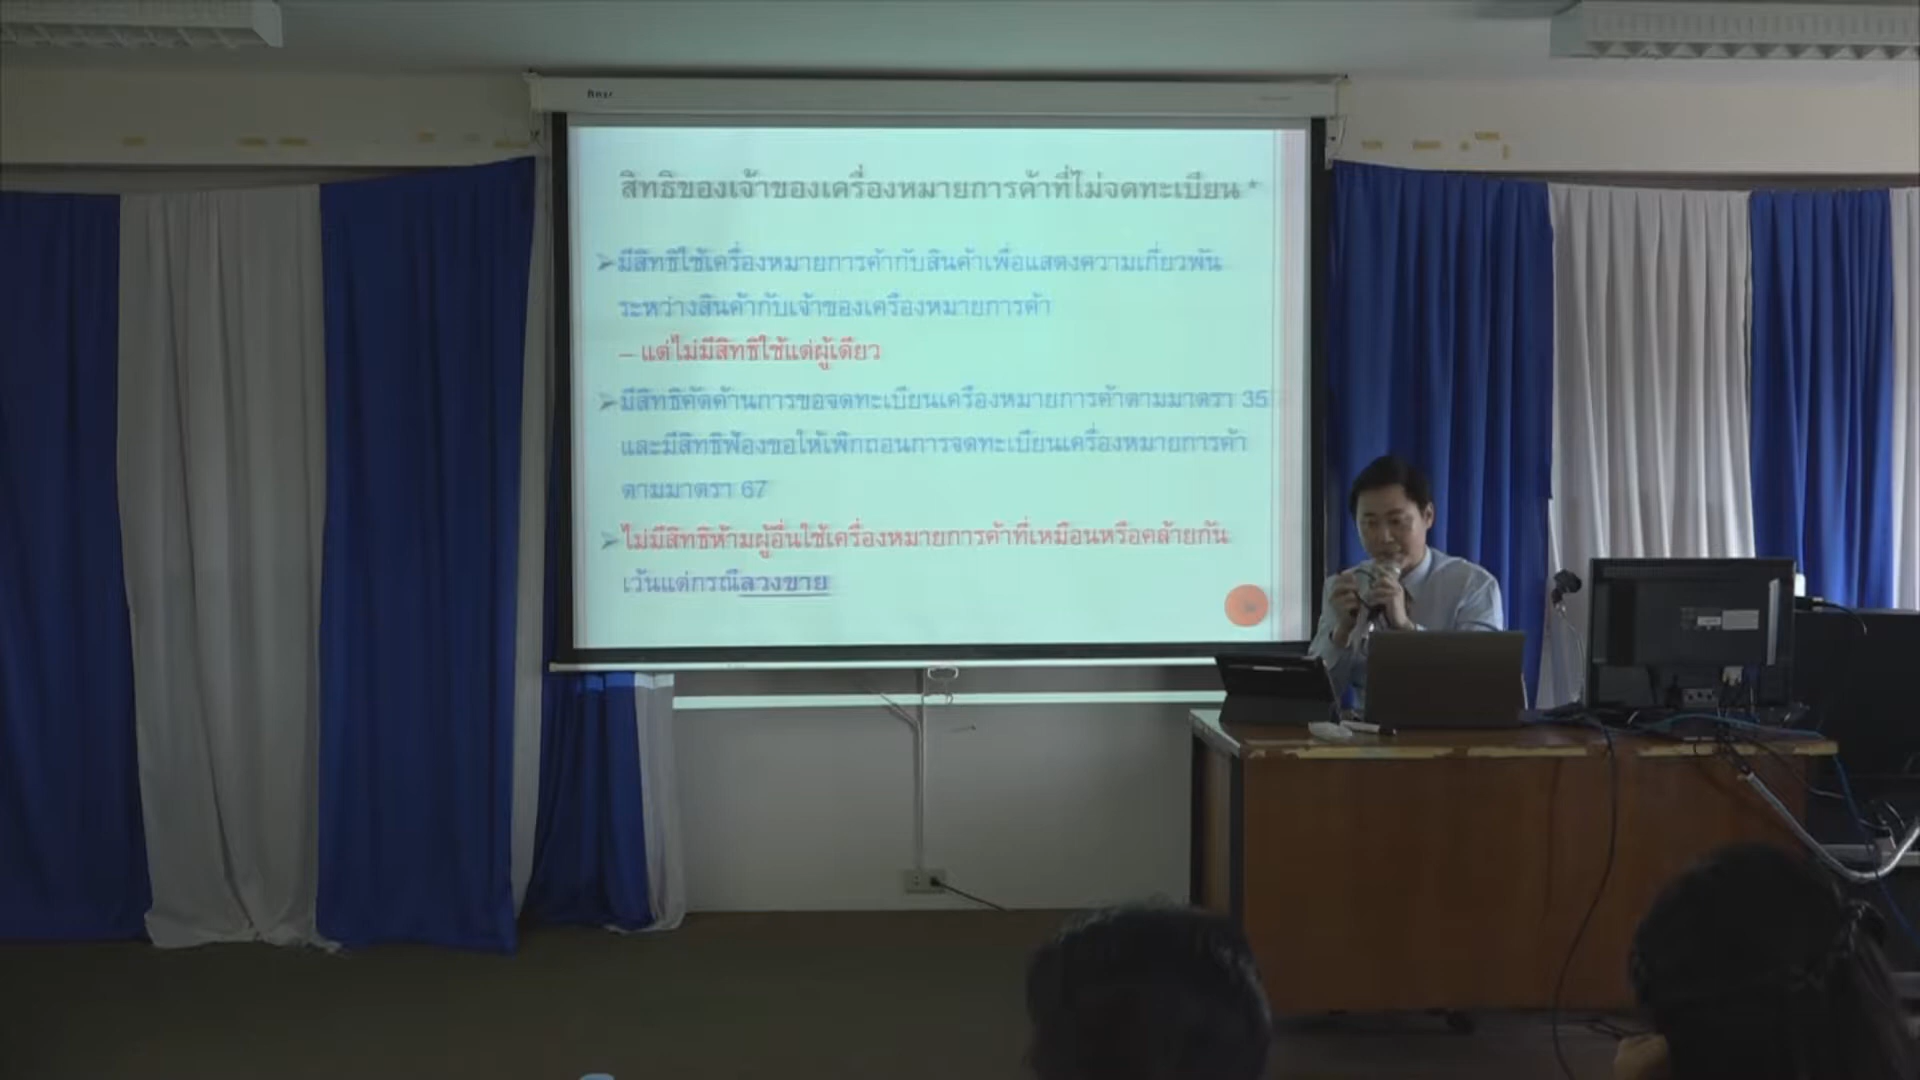 สิทธิของเจ้าของเครื่องหมายการค้าที่ไม่จดทะเบียน *
➢มีสิทธิใช้เครื่องหมายการค้ากับสินค้าเพื่อแสดงความเกี่ยวพัน
ระหว่างสินค้ากับเจ้าของเครื่องหมายการค้า
– แต่ไม่มีสิทธิใช้แต่ผู้เดียว
➢มีสิทธิคัดค้านการขอจดทะเบียนเครื่องหมายการค้าตามมาตรา 35
และมีสิทธิฟ้องขอให้เพิกถอนการจดทะเบียนเครื่องหมายการค้า
ตามมาตรา 67
➢ไม่มีสิทธิห้ามผู้อื่นใช้เครื่องหมายการค้าที่เหมือนหรือคล้ายกัน
เว้นแต่กรณีลวงขาย